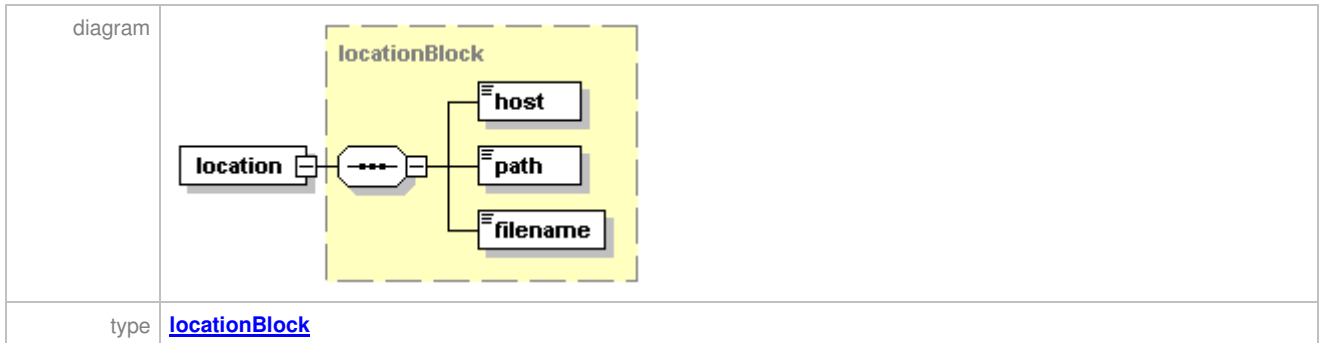 diagram
locationBlock
host
location
path
filename
type locationBlock